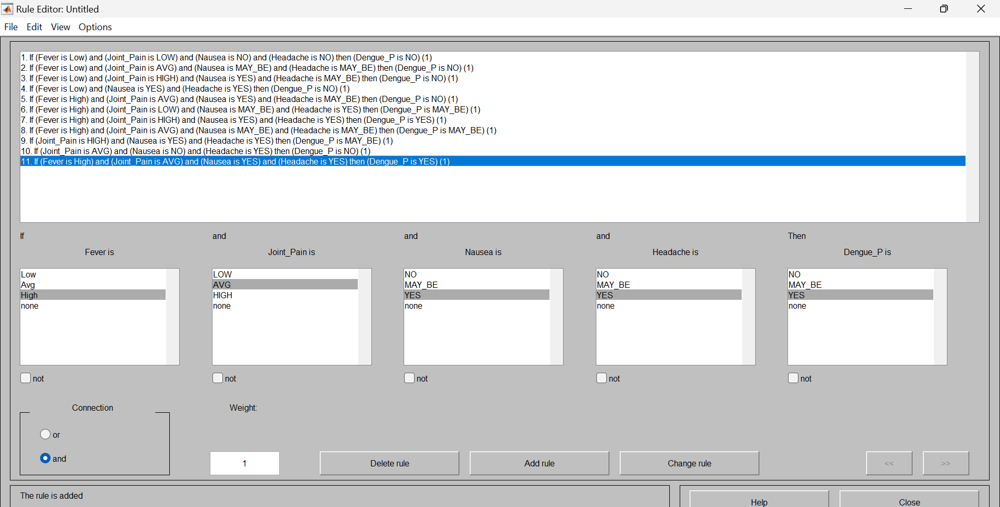 Rule Editor: Untitled
File Edit View Options
1. If (Fever is Low) and (Joint_Pain is LOW) and (Nausea is NO) and (Headache is NO) then (Dengue_P is NO) (1)
2. If (Fever is Low) and (Joint_Pain is AVG) and (Nausea is MAY_BE) and (Headache is MAY_BE) then (Dengue_P is NO) (1)
3. If (Fever is Low) and (Joint_Pain is HIGH) and (Nausea is YES) and (Headache is MAY_BE) then (Dengue_P is NO) (1)
4. If (Fever is Low) and (Nausea is YES) and (Headache is YES) then (Dengue_P is NO) (1)
5. If (Fever is High) and (Joint_Pain is AVG) and (Nausea is YES) and (Headache is MAY_BE) then (Dengue_P is NO) (1)
6. If (Fever is High) and (Joint_Pain is LOW) and (Nausea is MAY_BE) and (Headache is YES) then (Dengue_P is MAY_BE) (1)
7. If (Fever is High) and (Joint_Pain is HIGH) and (Nausea is YES) and (Headache is YES) then (Dengue_P is YES) (1)
8. If (Fever is High) and (Joint_Pain is AVG) and (Nausea is MAY_BE) and (Headache is MAY_BE) then (Dengue_P is MAY_BE) (1)
9. If (Joint_Pain is HIGH) and (Nausea is YES) and (Headache is YES) then (Dengue_P is MAY_BE) (1)
10. If (Joint_Pain is AVG) and (Nausea is NO) and (Headache is YES) then (Dengue_P is NO) (1)
11. If (Fever is High) and (Joint_Pain is AVG) and (Nausea is YES) and (Headache is YES) then (Dengue_P is YES) (1)
If and and and Then
Fever is Joint_Pain is Nausea is Headache is Dengue_P is
Low LOW NO NO NO
Avg AVG MAY_BE MAY_BE MAY_BE
High HIGH YES YES YES
none none none none none
not not not not not
Connection Weight:
or
and 1 Delete rule Add rule Change rule << >>
The rule is added
Help Close